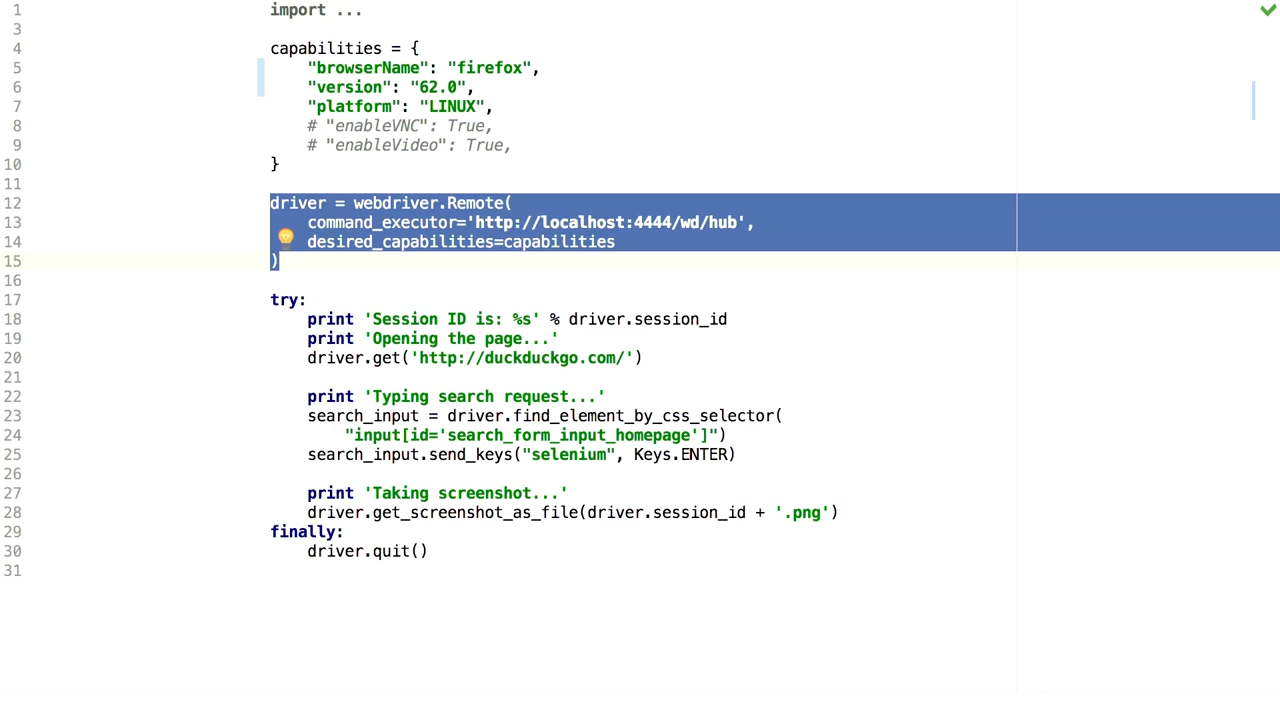 1 import ...
3
4 capabilities = {
5     "browserName": "firefox",
6     "version": "62.0",
7     "platform": "LINUX",
8     # "enableVNC": True,
9     # "enableVideo": True,
10 }
11
12 driver = webdriver.Remote(
13     command_executor='http://localhost:4444/wd/hub',
14     desired_capabilities=capabilities
15 )
16
17 try:
18     print 'Session ID is: %s' % driver.session_id
19     print 'Opening the page...'
20     driver.get('http://duckduckgo.com/')
21
22     print 'Typing search request...'
23     search_input = driver.find_element_by_css_selector(
24         "input[id='search_form_input_homepage']")
25     search_input.send_keys("selenium", Keys.ENTER)
26
27     print 'Taking screenshot...'
28     driver.get_screenshot_as_file(driver.session_id + '.png')
29 finally:
30     driver.quit()
31